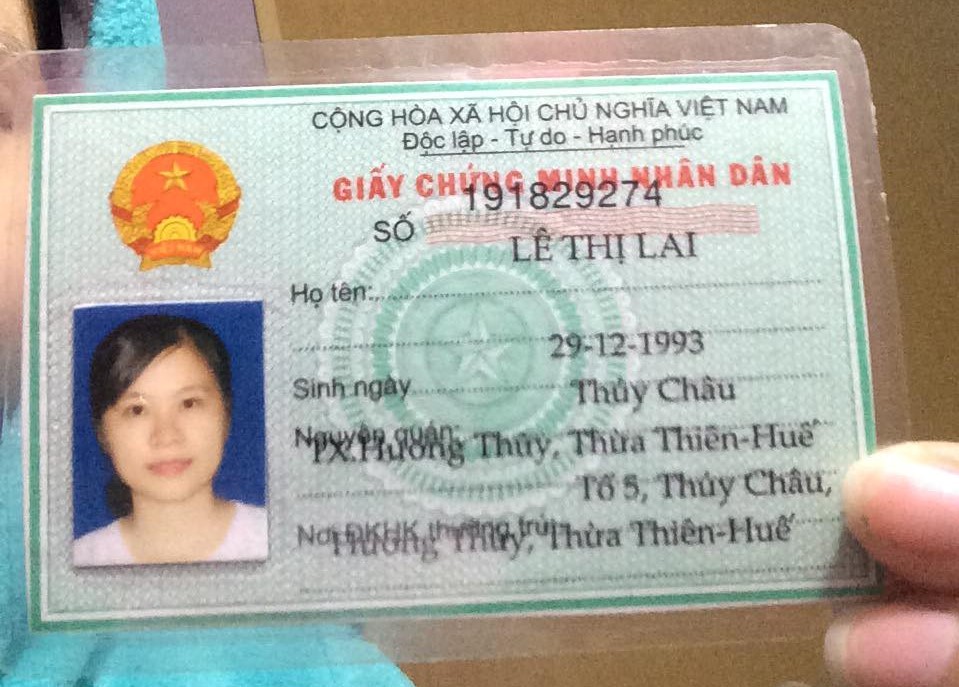 CỘNG HÒA XÃ HỘI CHỦ NGHĨA VIỆT NAM
Độc lập - Tự do - Hạnh phúc
GIẤY CHỨNG MINH NHÂN DÂN
SỐ 191829274
LÊ THỊ LAI
Họ tên:
29-12-1993
Sinh ngày
Thủy Châu
Nguyên quán:
TX.Hương Thủy, Thừa Thiên-Huế
Tổ 5, Thủy Châu,
Nơi ĐKHK thường trú:
Hương Thủy, Thừa Thiên-Huế